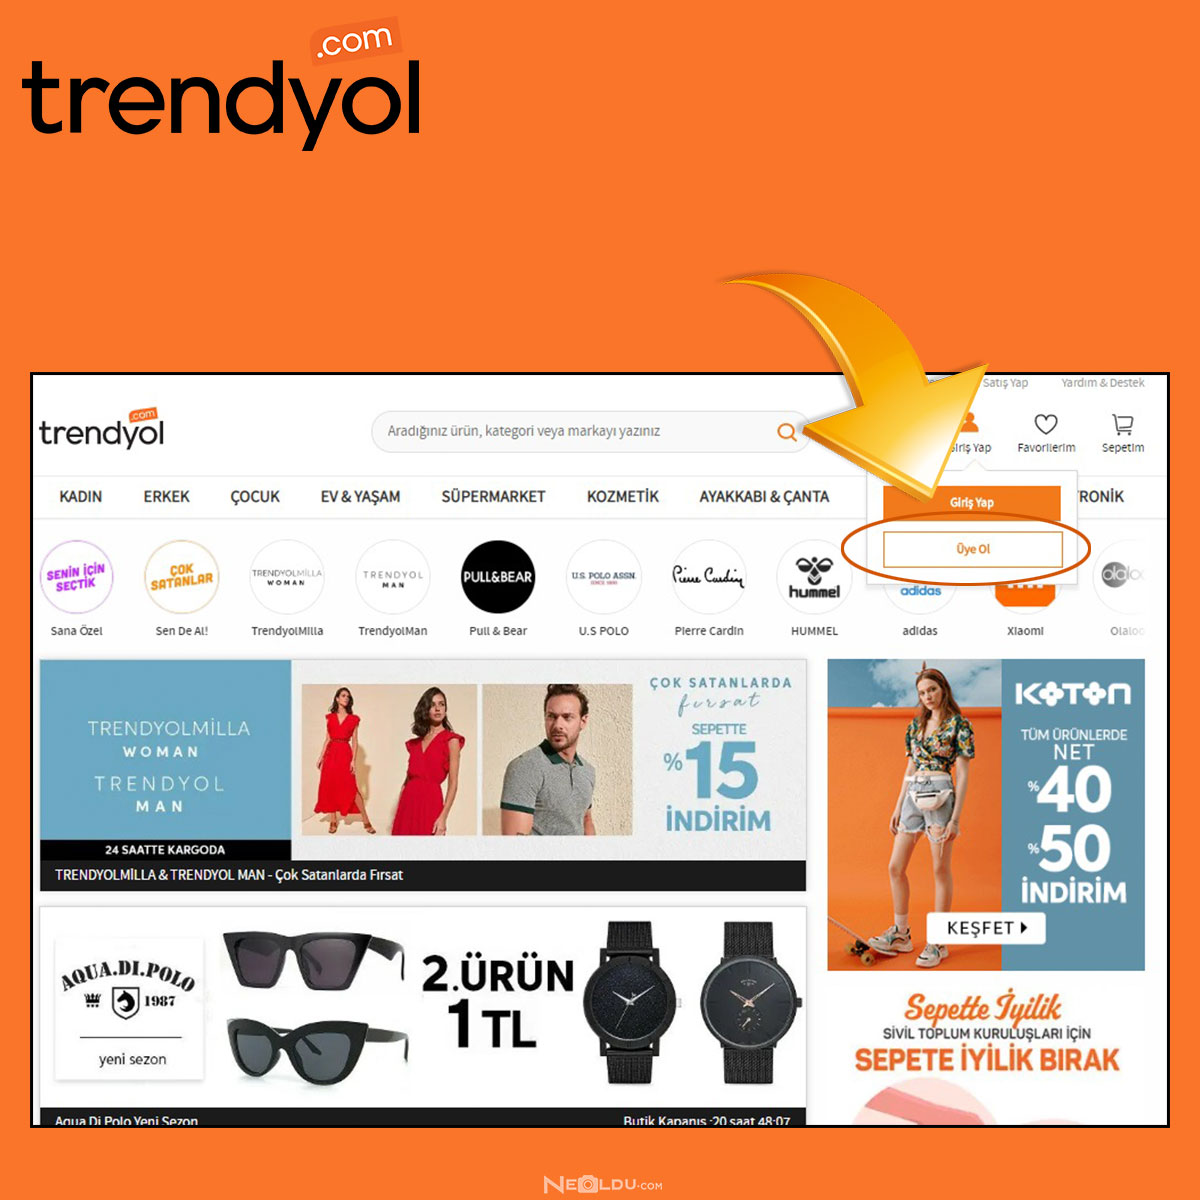 .com
trendyol
Satış Yap
Yardım & Destek
.com
trendyol
Aradığınız ürün, kategori veya markayı yazınız
Giriş Yap
Favorilerim
Sepetim
KADIN
ERKEK
ÇOCUK
EV & YAŞAM
SÜPERMARKET
KOZMETİK
AYAKKABI & ÇANTA
TRONİK
Giriş Yap
Üye Ol
SENİN İÇİN
SEÇTİK
ÇOK
SATANLAR
TRENDYOLMİLLA
WOMAN
TRENDYOL
MAN
PULL&BEAR
U.S. POLO ASSN.
SINCE 1890
Pierre Cardin
hummel
adidas
Sana Özel
Sen De Al!
TrendyolMilla
TrendyolMan
Pull & Bear
U.S POLO
Pierre Cardin
HUMMEL
adidas
Xiaomi
TRENDYOLMİLLA
WOMAN
TRENDYOL
MAN
24 SAATTE KARGODA
ÇOK SATANLARDA
fırsat
SEPETTE
%15
İNDİRİM
TRENDYOLMİLLA & TRENDYOL MAN - Çok Satanlarda Fırsat
KOTON
TÜM ÜRÜNLERDE
NET
%40
%50
İNDİRİM
KEŞFET
AQUA.DI.POLO
1987
yeni sezon
2.ÜRÜN
1 TL
Aqua Di Polo Yeni Sezon
Butik Kapanış :20 saat 48:07
Sepette İyilik
SİVİL TOPLUM KURULUŞLARI İÇİN
SEPETE İYİLİK BIRAK
NEOLDU.COM